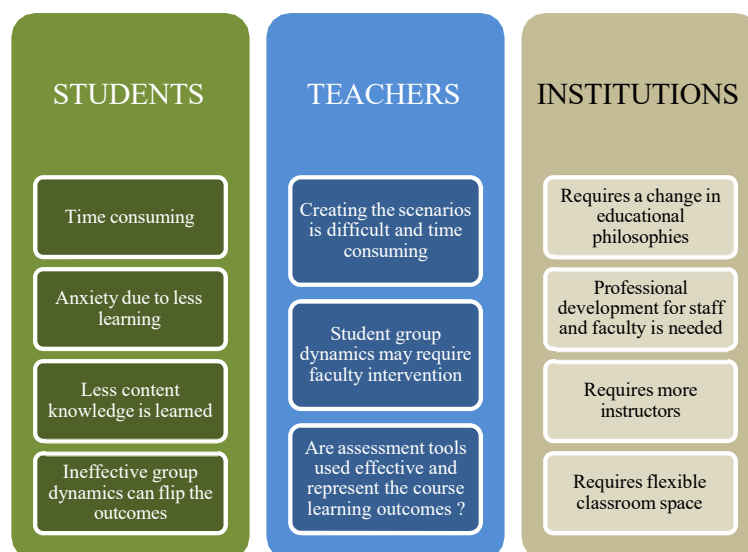 STUDENTS
Time consuming
Anxiety due to less
learning
Less content
knowledge is learned
Ineffective group
dynamics can flip the
outcomes
TEACHERS
Creating the scenarios
is difficult and time
consuming
Student group
dynamics may require
faculty intervention
Are assessment tools
used effective and
represent the course
learning outcomes ?
INSTITUTIONS
Requires a change in
educational
philosophies
Professional
development for staff
and faculty is needed
Requires more
instructors
Requires flexible
classroom space